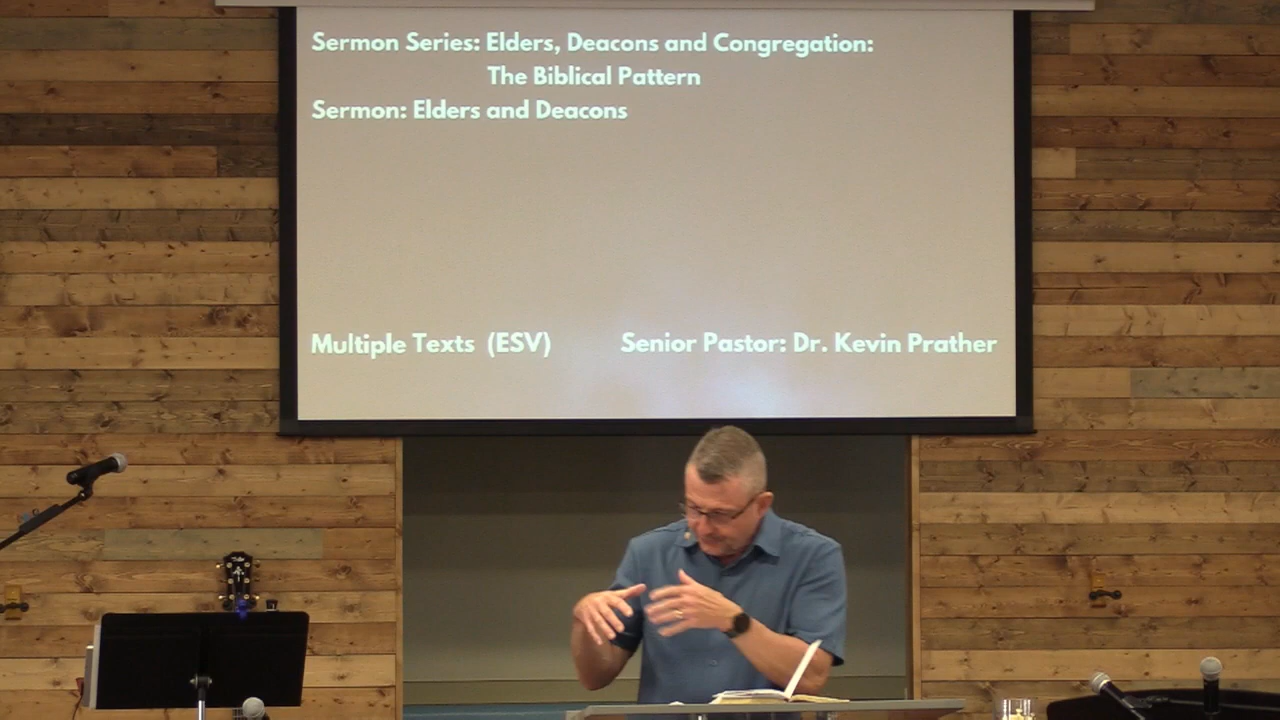 Sermon Series: Elders, Deacons and Congregation:
The Biblical Pattern
Sermon: Elders and Deacons
Multiple Texts (ESV) Senior Pastor: Dr. Kevin Prather